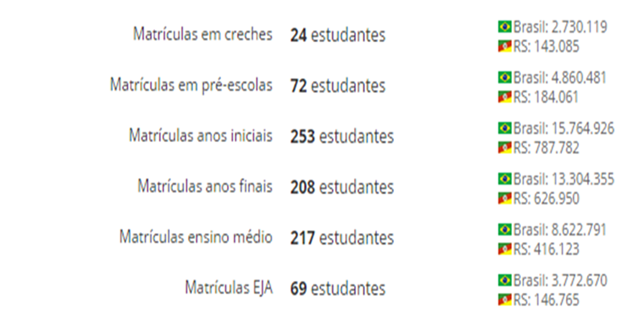 Matrículas em creches 24 estudantes Brasil: 2.730.119
RS: 143.085
Matrículas em pré-escolas 72 estudantes Brasil: 4.860.481
RS: 184.061
Matrículas anos iniciais 253 estudantes Brasil: 15.764.926
RS: 787.782
Matrículas anos finais 208 estudantes Brasil: 13.304.355
RS: 626.950
Matrículas ensino médio 217 estudantes Brasil: 8.622.791
RS: 416.123
Matrículas EJA 69 estudantes Brasil: 3.772.670
RS: 146.765